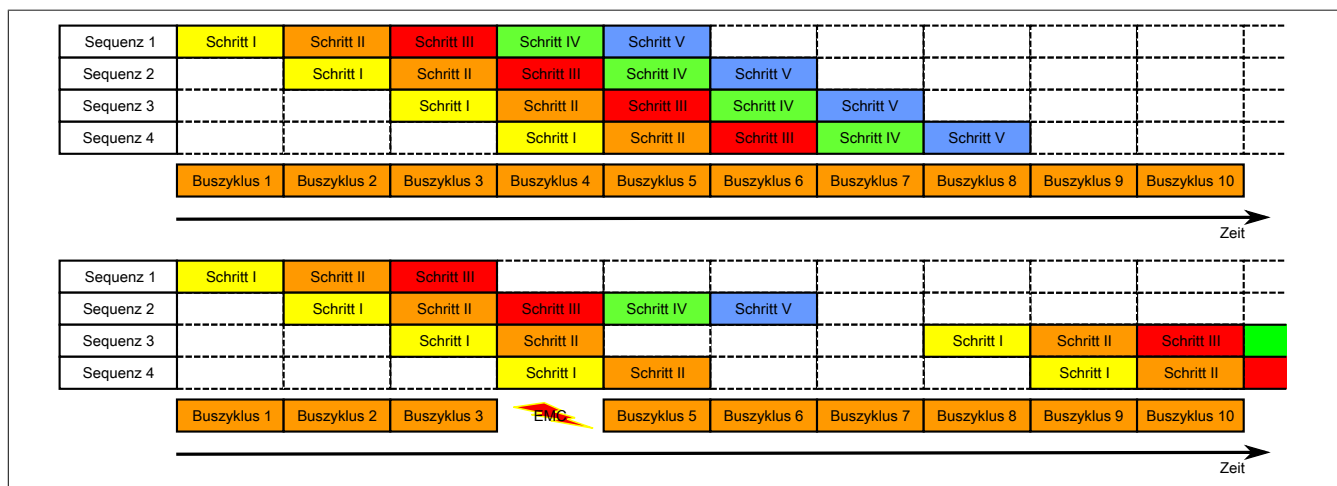 Sequenz 1 Schritt I Schritt II Schritt III Schritt IV Schritt V
Sequenz 2 Schritt I Schritt II Schritt III Schritt IV Schritt V
Sequenz 3 Schritt I Schritt II Schritt III Schritt IV Schritt V
Sequenz 4 Schritt I Schritt II Schritt III Schritt IV Schritt V
Buszyklus 1 Buszyklus 2 Buszyklus 3 Buszyklus 4 Buszyklus 5 Buszyklus 6 Buszyklus 7 Buszyklus 8 Buszyklus 9 Buszyklus 10
Zeit
Sequenz 1 Schritt I Schritt II Schritt III
Sequenz 2 Schritt I Schritt II Schritt III Schritt IV Schritt V
Sequenz 3 Schritt I Schritt II Schritt I Schritt II Schritt III
Sequenz 4 Schritt I Schritt II Schritt I Schritt II
Buszyklus 1 Buszyklus 2 Buszyklus 3 EMC Buszyklus 5 Buszyklus 6 Buszyklus 7 Buszyklus 8 Buszyklus 9 Buszyklus 10
Zeit